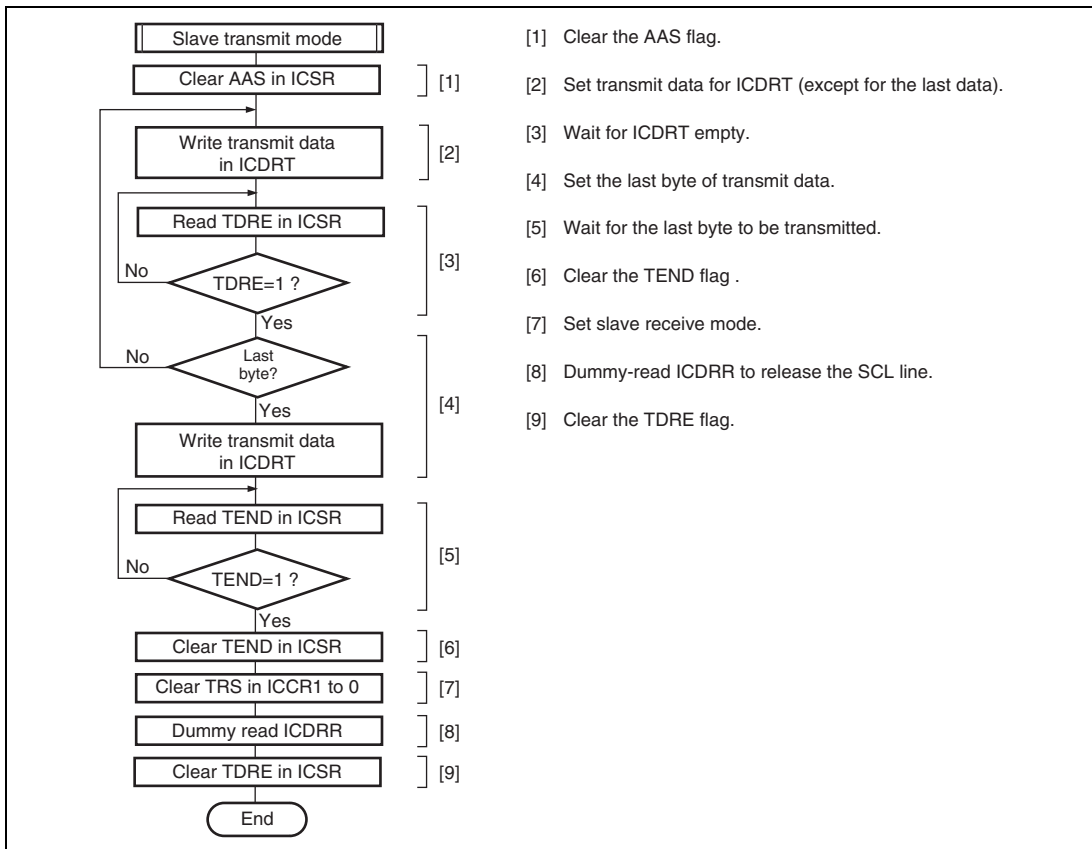 Slave transmit mode
Clear AAS in ICSR
[1]
Write transmit data
in ICDRT
[2]
Read TDRE in ICSR
No
TDRE=1 ?
[3]
Yes
No
Last
byte?
[4]
Yes
Write transmit data
in ICDRT
Read TEND in ICSR
No
TEND=1 ?
[5]
Yes
Clear TEND in ICSR
[6]
Clear TRS in ICCR1 to 0
[7]
Dummy read ICDRR
[8]
Clear TDRE in ICSR
[9]
End
[1] Clear the AAS flag.
[2] Set transmit data for ICDRT (except for the last data).
[3] Wait for ICDRT empty.
[4] Set the last byte of transmit data.
[5] Wait for the last byte to be transmitted.
[6] Clear the TEND flag .
[7] Set slave receive mode.
[8] Dummy-read ICDRR to release the SCL line.
[9] Clear the TDRE flag.